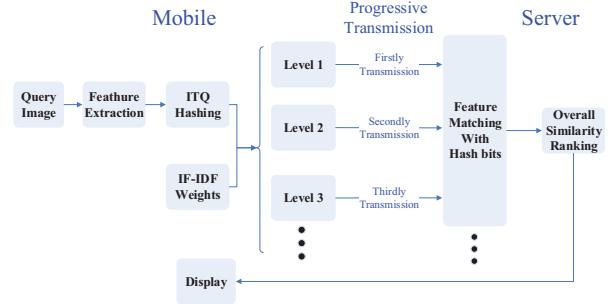 Mobile
Progressive
Transmission
Server
Query
Image
Feathure
Extraction
ITQ
Hashing
IF-IDF
Weights
Level 1
Firstly
Transmission
Level 2
Secondly
Transmission
Level 3
Thirdly
Transmission
Feature
Matching
With
Hash bits
Overall
Similarity
Ranking
Display